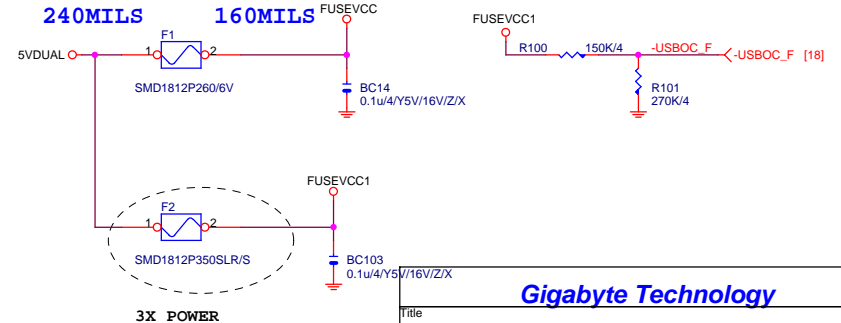 240MILS
160MILS
FUSEVCC
5VDUAL
F1
1
2
SMD1812P260/6V
BC14
0.1u/4/Y5V/16V/Z/X
FUSEVCC1
R100
150K/4
-USBOC_F
-USBOC_F [18]
R101
270K/4
FUSEVCC1
F2
1
2
SMD1812P350SLR/S
BC103
0.1u/4/Y5V/16V/Z/X
3X POWER
Gigabyte Technology
Title